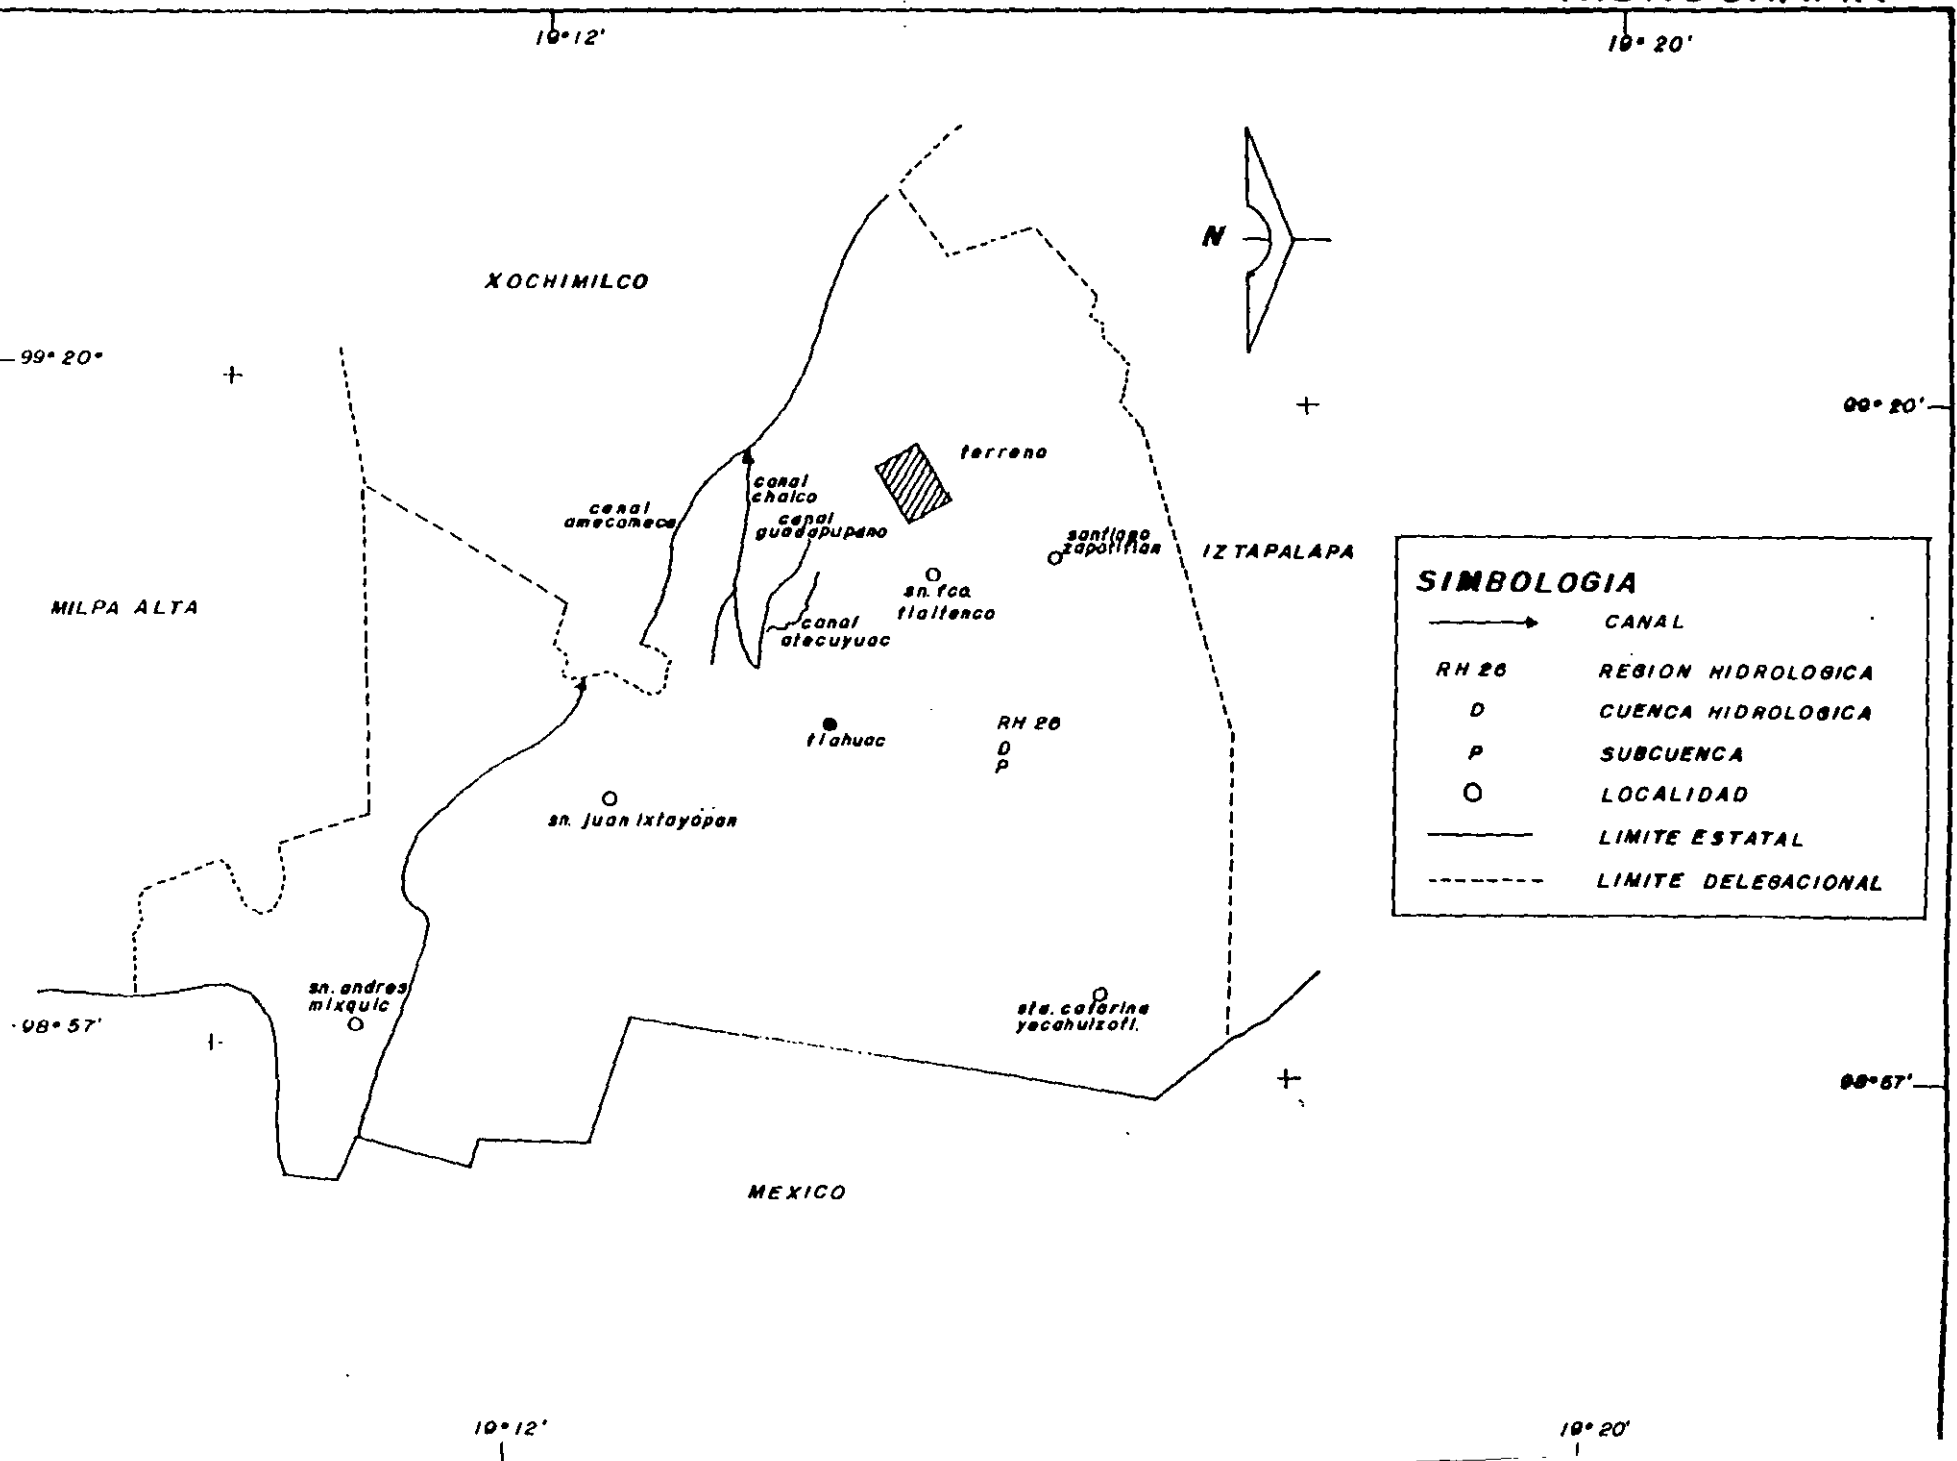 19°12'
19°20'
N
XOCHIMILCO
99°20°
99°20'
terreno
canal
chalco
canal
amecameca
canal
guadapupano
santiago
zapotitlan
IZTAPALAPA
sn. fco.
tlaltenco
MILPA ALTA
canal
atecuyuac
SIMBOLOGIA
CANAL
RH 26 REGION HIDROLOGICA
D CUENCA HIDROLOGICA
P SUBCUENCA
LOCALIDAD
LIMITE ESTATAL
LIMITE DELEGACIONAL
RH 26
D
P
tlahuac
sn. juan ixtayopan
sn. andres
mixquic
sta. catarina
yecahuizotl.
98°57'
98°57'
MEXICO
19°12'
19°20'